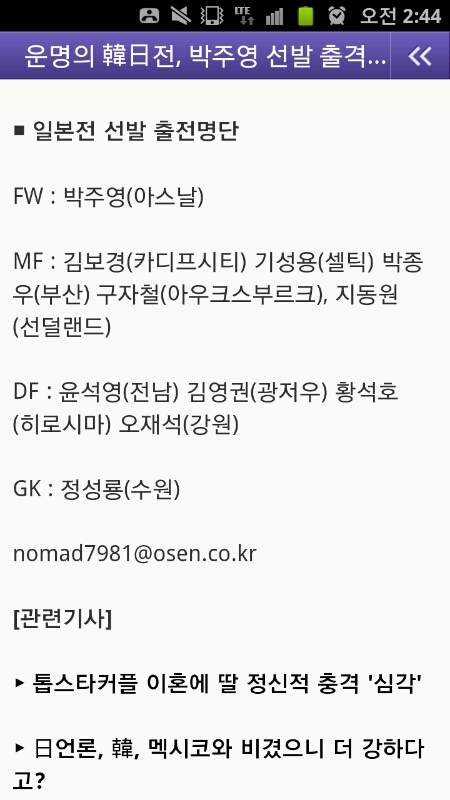 LTE 오전 2:44
운명의 韓日전, 박주영 선발 출격...
■ 일본전 선발 출전명단
FW : 박주영(아스날)
MF : 김보경(카디프시티) 기성용(셀틱) 박종
우(부산) 구자철(아우크스부르크), 지동원
(선덜랜드)
DF : 윤석영(전남) 김영권(광저우) 황석호
(히로시마) 오재석(강원)
GK : 정성룡(수원)
nomad7981@osen.co.kr
[관련기사]
▸ 톱스타커플 이혼에 딸 정신적 충격 '심각'
▸ 日언론, 韓, 멕시코와 비겼으니 더 강하다
고?